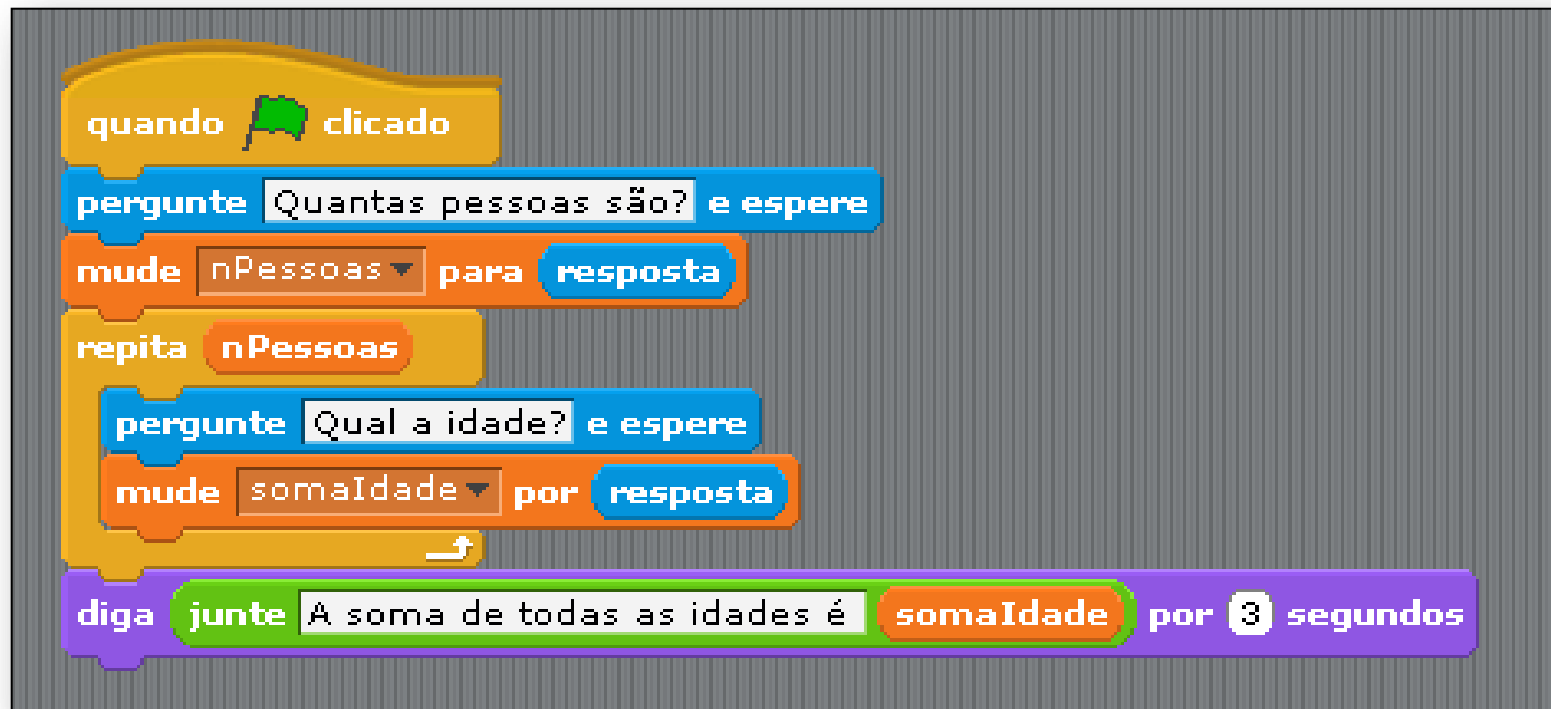 quando clicado
pergunte Quantas pessoas são? e espere
mude nPessoas para resposta
repita nPessoas
pergunte Qual a idade? e espere
mude somaIdade por resposta
diga junte A soma de todas as idades é somaIdade por 3 segundos